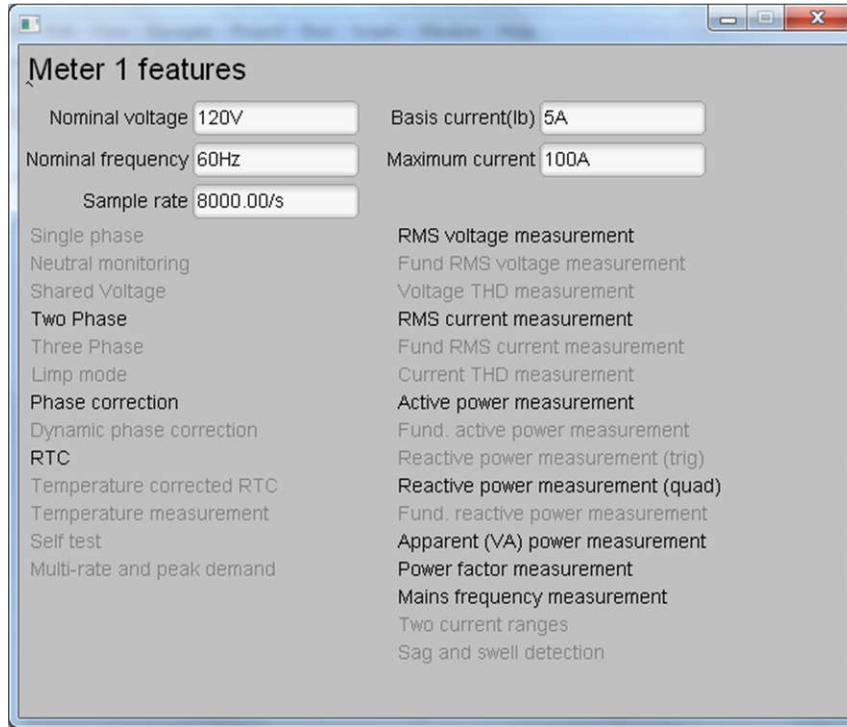 Meter 1 features
Nominal voltage 120V
Basis current(Ib) 5A
Nominal frequency 60Hz
Maximum current 100A
Sample rate 8000.00/s
Single phase
Neutral monitoring
Shared Voltage
Two Phase
Three Phase
Limp mode
Phase correction
Dynamic phase correction
RTC
Temperature corrected RTC
Temperature measurement
Self test
Multi-rate and peak demand
RMS voltage measurement
Fund RMS voltage measurement
Voltage THD measurement
RMS current measurement
Fund RMS current measurement
Current THD measurement
Active power measurement
Fund. active power measurement
Reactive power measurement (trig)
Reactive power measurement (quad)
Fund. reactive power measurement
Apparent (VA) power measurement
Power factor measurement
Mains frequency measurement
Two current ranges
Sag and swell detection